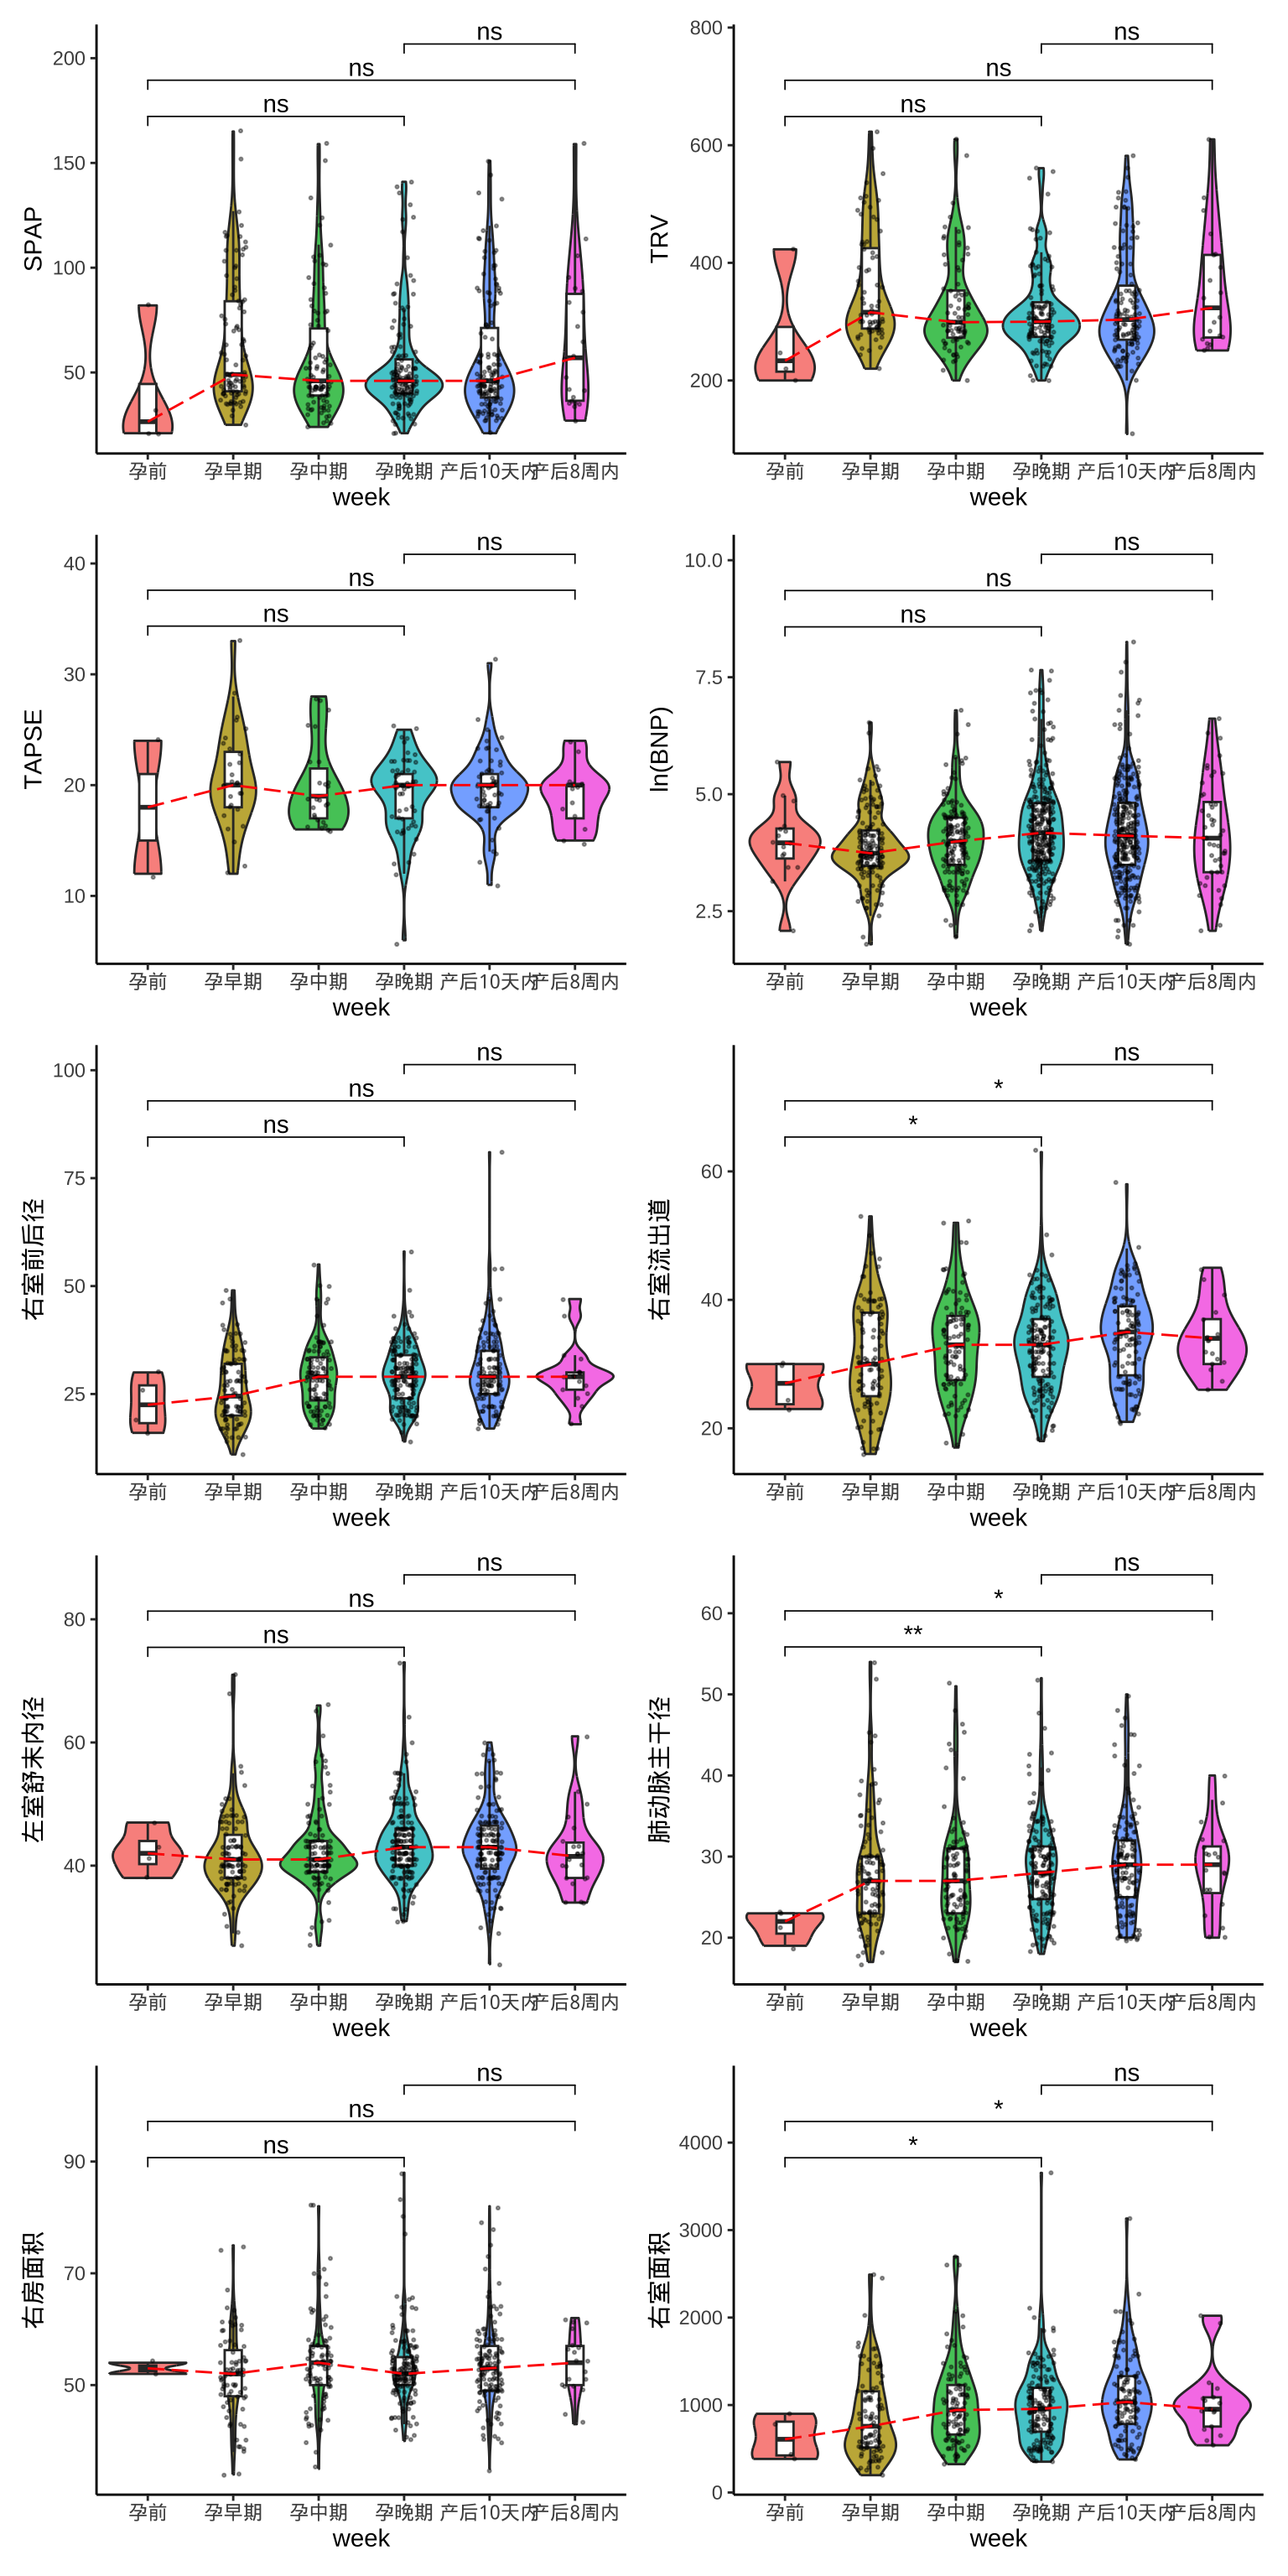 SPAP
200
150
100
50
ns
ns
ns
孕前 孕早期 孕中期 孕晚期 产后10天内 产后8周内
week
TRV
800
600
400
200
ns
ns
ns
孕前 孕早期 孕中期 孕晚期 产后10天内 产后8周内
week
TAPSE
40
30
20
10
ns
ns
ns
孕前 孕早期 孕中期 孕晚期 产后10天内 产后8周内
week
ln(BNP)
10.0
7.5
5.0
2.5
ns
ns
ns
孕前 孕早期 孕中期 孕晚期 产后10天内 产后8周内
week
右室前后径
100
75
50
25
ns
ns
ns
孕前 孕早期 孕中期 孕晚期 产后10天内 产后8周内
week
右室流出道
60
40
20
ns
*
*
孕前 孕早期 孕中期 孕晚期 产后10天内 产后8周内
week
左室舒末内径
80
60
40
ns
ns
ns
孕前 孕早期 孕中期 孕晚期 产后10天内 产后8周内
week
肺动脉主干径
60
50
40
30
20
ns
*
**
孕前 孕早期 孕中期 孕晚期 产后10天内 产后8周内
week
右房面积
90
70
50
ns
ns
ns
孕前 孕早期 孕中期 孕晚期 产后10天内 产后8周内
week
右室面积
4000
3000
2000
1000
0
ns
*
*
孕前 孕早期 孕中期 孕晚期 产后10天内 产后8周内
week